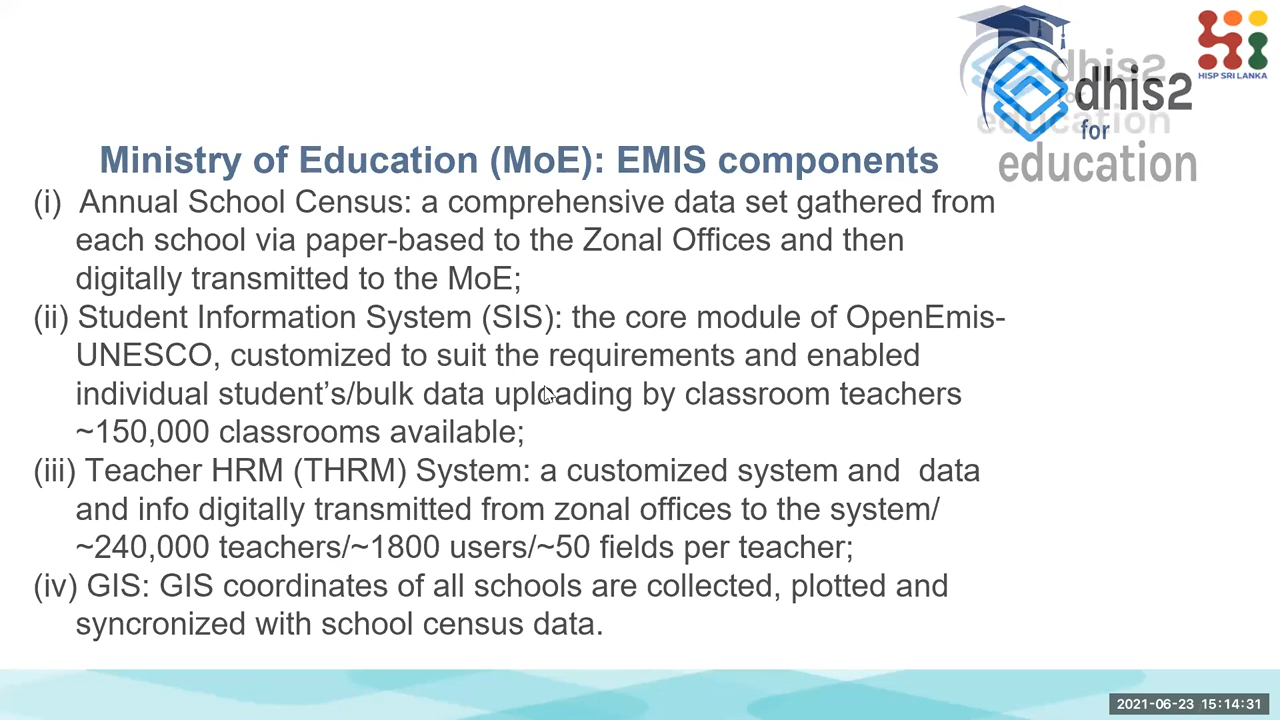 HISP SRI LANKA
dhis2
for
education
dhis2
for
education
Ministry of Education (MoE): EMIS components
(i) Annual School Census: a comprehensive data set gathered from
each school via paper-based to the Zonal Offices and then
digitally transmitted to the MoE;
(ii) Student Information System (SIS): the core module of OpenEmis-
UNESCO, customized to suit the requirements and enabled
individual student’s/bulk data uploading by classroom teachers
~150,000 classrooms available;
(iii) Teacher HRM (THRM) System: a customized system and  data
and info digitally transmitted from zonal offices to the system/
~240,000 teachers/~1800 users/~50 fields per teacher;
(iv) GIS: GIS coordinates of all schools are collected, plotted and
syncronized with school census data.
2021-06-23 15:14:31